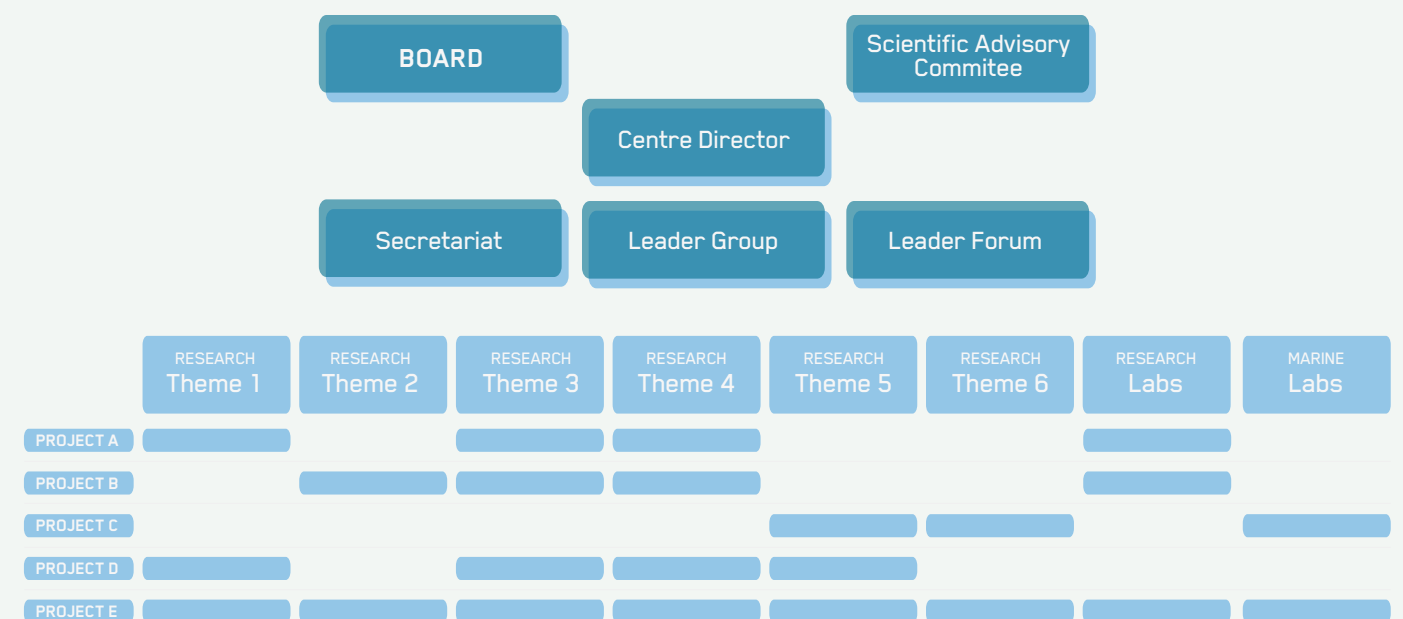 BOARD
Scientific Advisory
Commitee
Centre Director
Secretariat
Leader Group
Leader Forum
RESEARCH
Theme 1
RESEARCH
Theme 2
RESEARCH
Theme 3
RESEARCH
Theme 4
RESEARCH
Theme 5
RESEARCH
Theme 6
RESEARCH
Labs
MARINE
Labs
PROJECT A
PROJECT B
PROJECT C
PROJECT D
PROJECT E